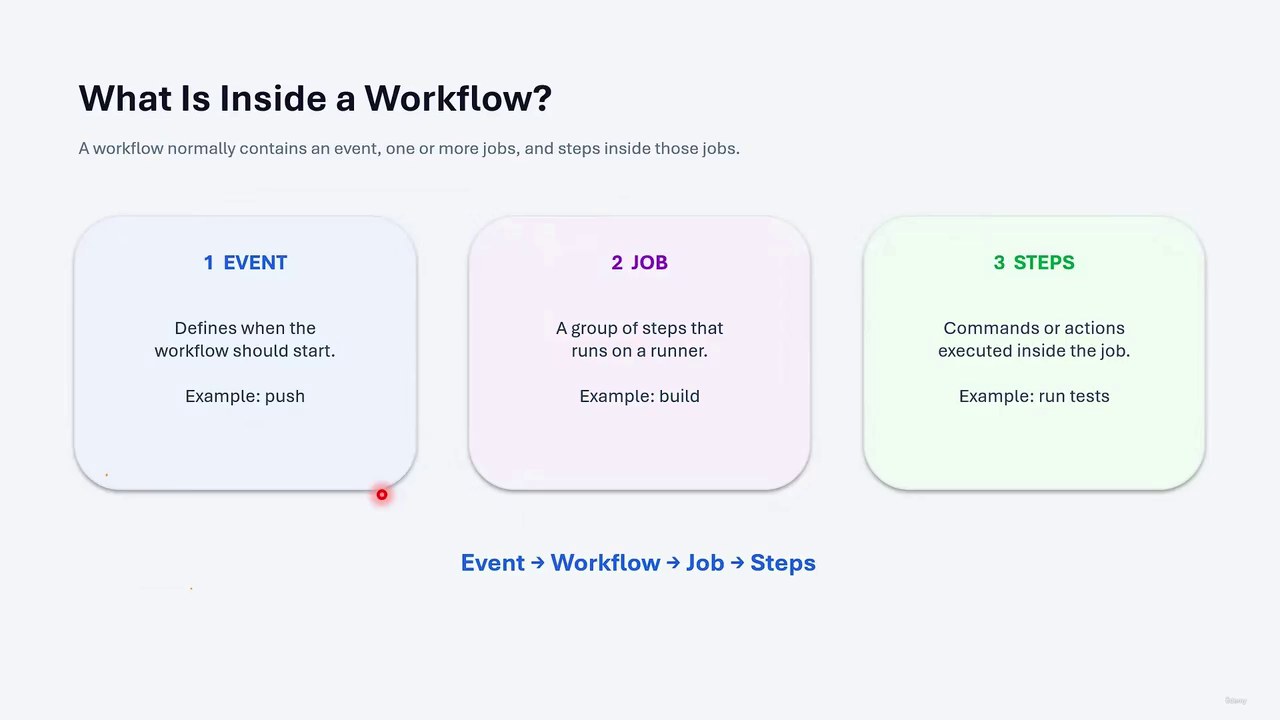 What Is Inside a Workflow?
A workflow normally contains an event, one or more jobs, and steps inside those jobs.
1 EVENT
Defines when the
workflow should start.
Example: push
2 JOB
A group of steps that
runs on a runner.
Example: build
3 STEPS
Commands or actions
executed inside the job.
Example: run tests
Event → Workflow → Job → Steps